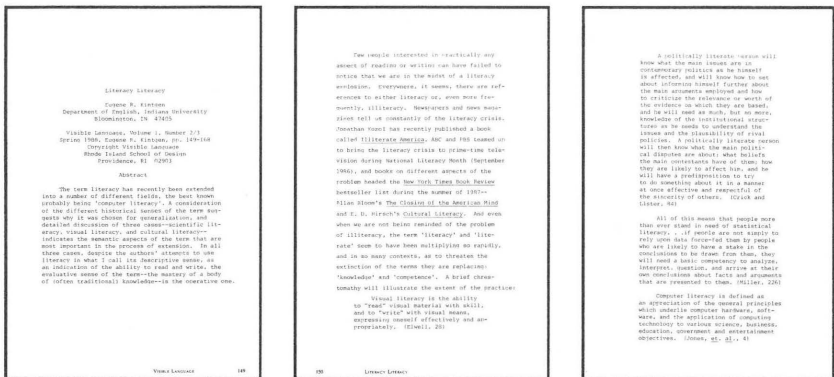 Literacy Literacy
Eugene R. Kintgen
Department of English, Indiana University
Bloomington, IN 47405
Visible Language, Volume 1, Number 2/3
Spring 1988, Eugene R. Kintgen, pp. 149-168
Copyright Visible Language
Rhode Island School of Design
Providence, RI 02903
Abstract
The term literacy has recently been extended
into a number of different fields, the best known
probably being 'computer literacy'. A consideration
of the different historical senses of the term sug-
gests why it was chosen for generalization, and
detailed discussion of three cases--scientific lit-
eracy, visual literacy, and cultural literacy--
indicates the semantic aspects of the term that are
most important in the process of extension. In all
three cases, despite the authors' attempts to use
literacy in what I call its descriptive sense, as
an indication of the ability to read and write, the
evaluative sense of the term--the mastery of a body
of (often traditional) knowledge--is the operative one.
VISIBLE LANGUAGE 149
Few people interested in practically any
aspect of reading or writing can have failed to
notice that we are in the midst of a literacy
explosion. Everywhere, it seems, there are ref-
erences to either literacy or, even more fre-
quently, illiteracy. Newspapers and news maga-
zines tell us constantly of the literacy crisis.
Jonathan Kozol has recently published a book
called Illiterate America. ABC and PBS teamed up
to bring the literacy crisis to prime-time tele-
vision during National Literacy Month (September
1986), and books on different aspects of the
problem headed the New York Times Book Review
bestseller list during the summer of 1987--
Allan Bloom's The Closing of the American Mind
and E. D. Hirsch's Cultural Literacy. And even
when we are not being reminded of the problem
of illiteracy, the term 'literacy' and 'lite-
rate' seem to have been multiplying so rapidly,
and in so many contexts, as to threaten the
extinction of the terms they are replacing:
'knowledge' and 'competence'. A brief chres-
tomathy will illustrate the extent of the practice:
Visual literacy is the ability
to "read" visual material with skill,
and to "write" with visual means,
expressing oneself effectively and ap-
propriately. (Elwell, 20)
150 LITERACY LITERACY
A politically literate person will
know what the main issues are in
contemporary politics as he himself
is affected, and will know how to set
about informing himself further about
the main arguments employed and how
to criticize the relevance or worth of
the evidence on which they are based,
and he will need as much, but no more,
knowledge of the institutional struc-
tures as he needs to understand the
issues and the plausibility of rival
policies. A politically literate person
will then know what the main politi-
cal disputes are about; what beliefs
the main contestants have of them; how
they are likely to affect him, and he
will have a predisposition to try
to do something about it in a manner
at once effective and respectful of
the sincerity of others. (Crick and
Lister, 94)
All of this means that people more
than ever stand in need of statistical
literacy. . .if people are not simply to
rely upon data force-fed them by people
who are likely to have a stake in the
conclusions to be drawn from them, they
will need a basic competency to analyze,
interpret, question, and arrive at their
own conclusions about facts and arguments
that are presented to them. (Miller, 226)
Computer literacy is defined as
an appreciation of the general principles
which underlie computer hardware, soft-
ware, and the application of computing
technology to various science, business,
education, government and entertainment
objectives. (Jones, et. al., 4)